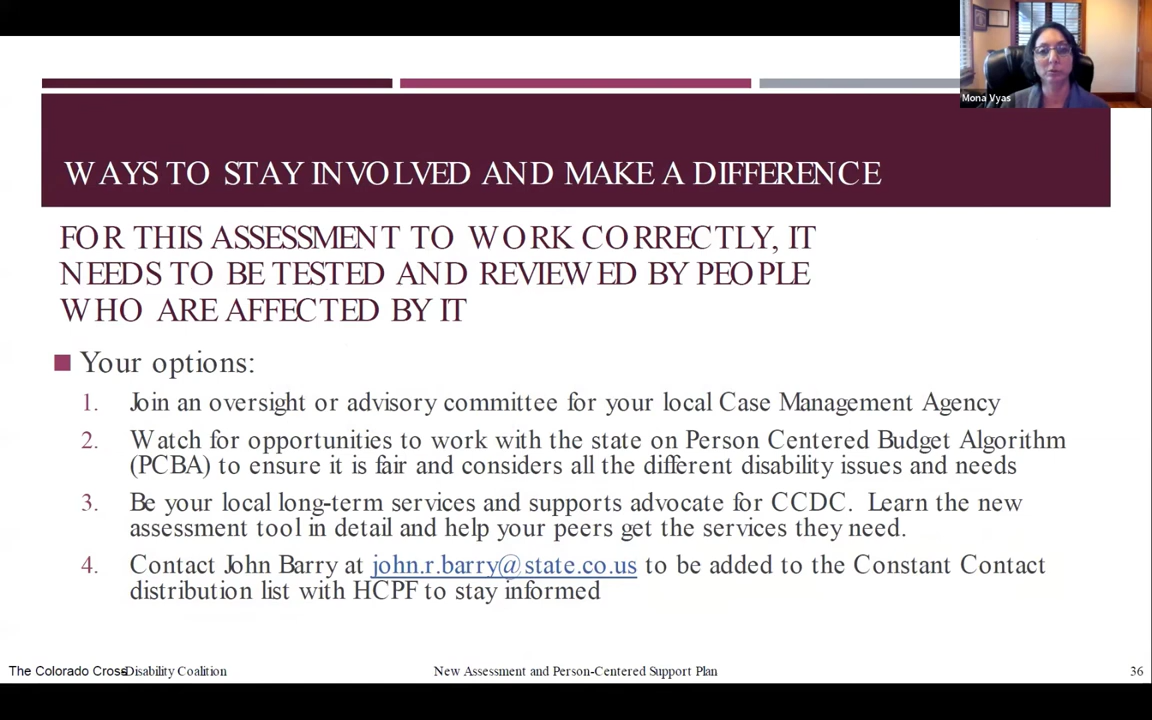 Mona Vyas
WAYS TO STAY INVOLVED AND MAKE A DIFFERENCE
FOR THIS ASSESSMENT TO WORK CORRECTLY, IT
NEEDS TO BE TESTED AND REVIEWED BY PEOPLE
WHO ARE AFFECTED BY IT
Your options:
1. Join an oversight or advisory committee for your local Case Management Agency
2. Watch for opportunities to work with the state on Person Centered Budget Algorithm
(PCBA) to ensure it is fair and considers all the different disability issues and needs
3. Be your local long-term services and supports advocate for CCDC. Learn the new
assessment tool in detail and help your peers get the services they need.
4. Contact John Barry at john.r.barry@state.co.us to be added to the Constant Contact
distribution list with HCPF to stay informed
The Colorado Cross-Disability Coalition
New Assessment and Person-Centered Support Plan
36